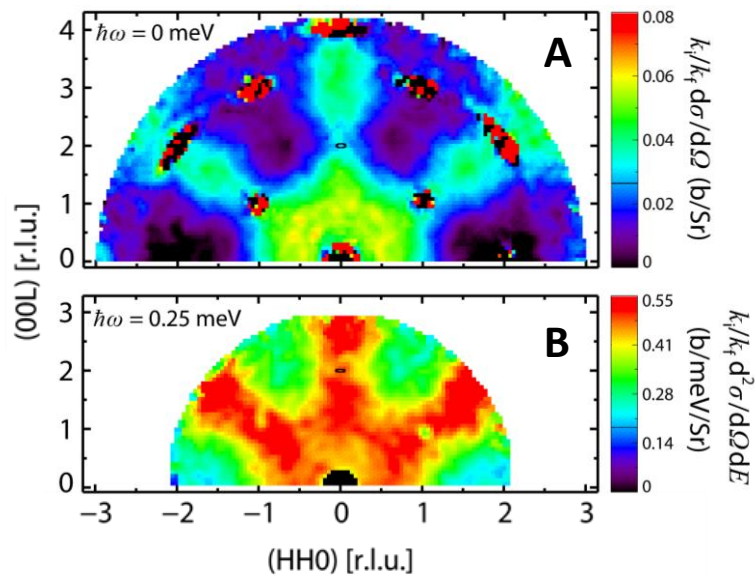 ħω = 0 meV
A
4
3
2
1
0
(00L) [r.l.u.]
0.08
0.06
0.04
0.02
0
k_i/k_f dσ/dΩ (b/Sr)
ħω = 0.25 meV
B
3
2
1
0
−3 −2 −1 0 1 2 3
(HH0) [r.l.u.]
0.55
0.41
0.28
0.14
0
k_i/k_f d²σ/dΩdE
(b/meV/Sr)